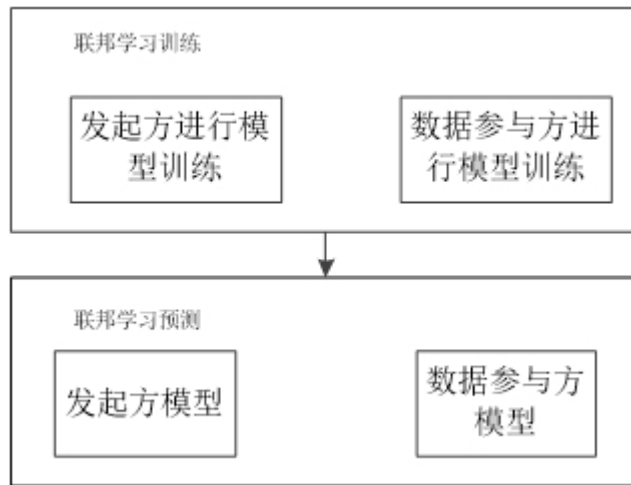 联邦学习训练
发起方进行模
型训练
数据参与方进
行模型训练
联邦学习预测
发起方模型
数据参与方
模型